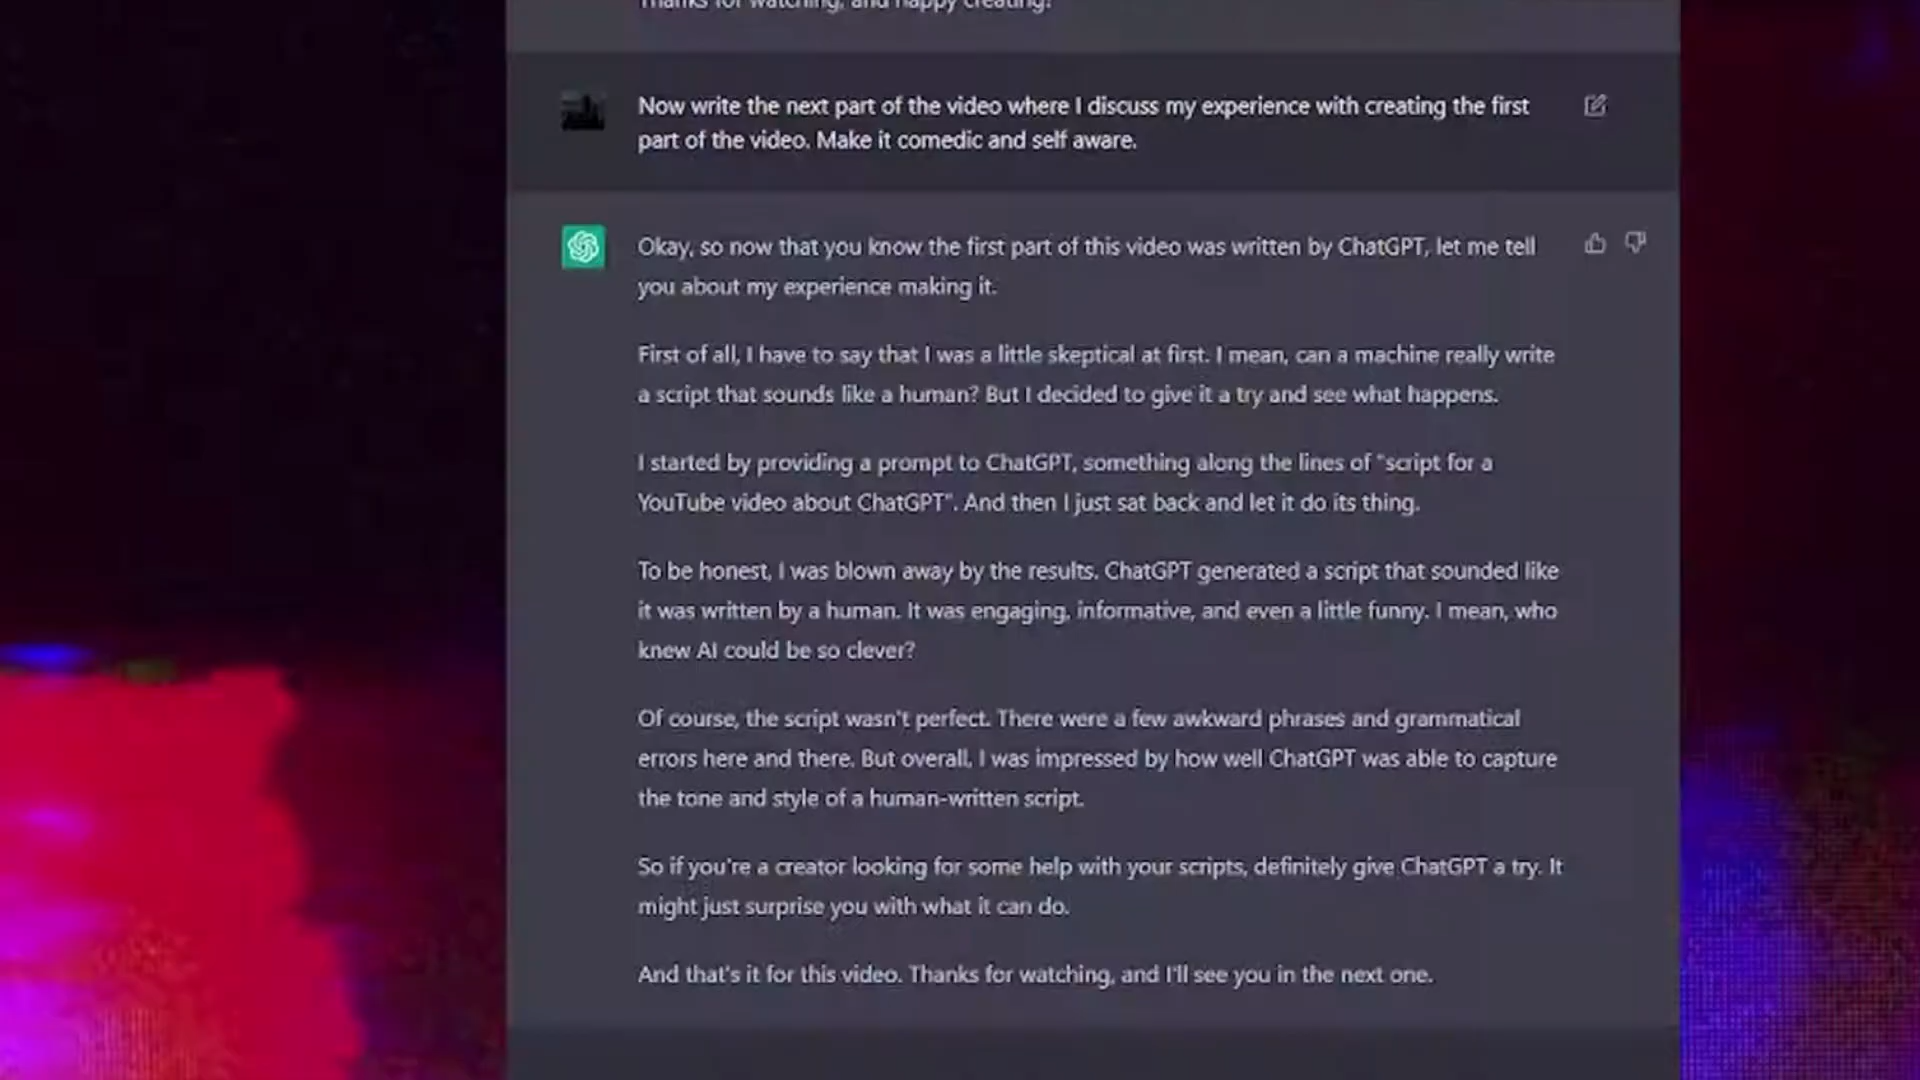 Thanks for watching, and happy creating!
Now write the next part of the video where I discuss my experience with creating the first
part of the video. Make it comedic and self aware.
Okay, so now that you know the first part of this video was written by ChatGPT, let me tell
you about my experience making it.
First of all, I have to say that I was a little skeptical at first. I mean, can a machine really write
a script that sounds like a human? But I decided to give it a try and see what happens.
I started by providing a prompt to ChatGPT, something along the lines of "script for a
YouTube video about ChatGPT". And then I just sat back and let it do its thing.
To be honest, I was blown away by the results. ChatGPT generated a script that sounded like
it was written by a human. It was engaging, informative, and even a little funny. I mean, who
knew AI could be so clever?
Of course, the script wasn't perfect. There were a few awkward phrases and grammatical
errors here and there. But overall, I was impressed by how well ChatGPT was able to capture
the tone and style of a human-written script.
So if you're a creator looking for some help with your scripts, definitely give ChatGPT a try. It
might just surprise you with what it can do.
And that's it for this video. Thanks for watching, and I'll see you in the next one.